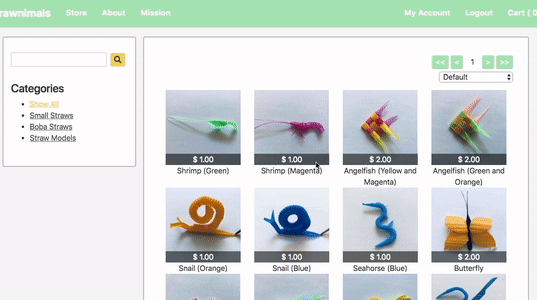 rawnimals Store About Mission My Account Logout Cart ( 0
<< < 1 > >>
Default
Categories
Show All
Small Straws
Boba Straws
Straw Models
$ 1.00 $ 1.00 $ 2.00 $ 2.00
Shrimp (Green) Shrimp (Magenta) Angelfish (Yellow and Magenta) Angelfish (Green and Orange)
$ 1.00 $ 1.00 $ 1.00 $ 2.00
Snail (Orange) Snail (Blue) Seahorse (Blue) Butterfly